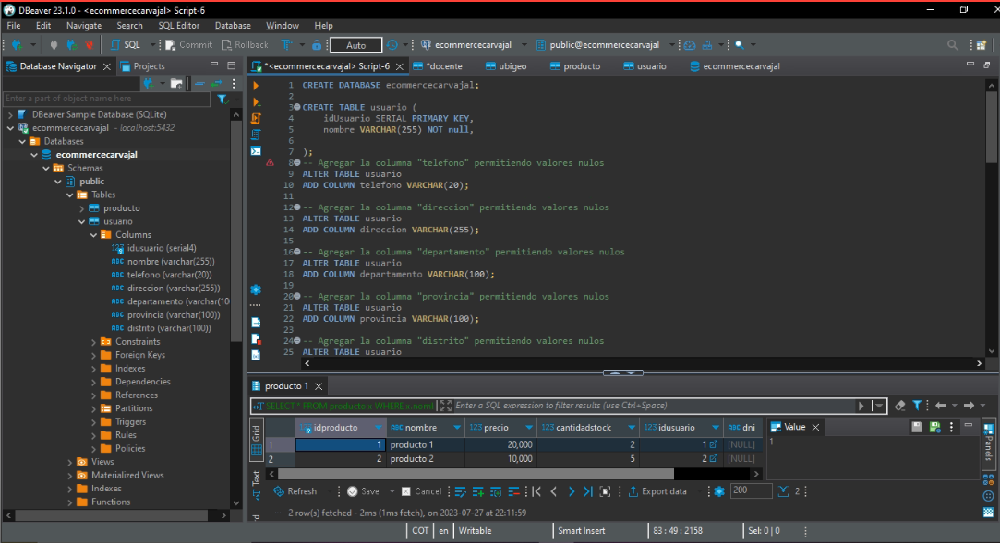 DBeaver 23.1.0 - <ecommercecarvajal> Script-6
File Edit Navigate Search SQL Editor Database Window Help
SQL Commit Rollback Auto ecommercecarvajal public@ecommercecarvajal
Database Navigator Projects
Enter a part of object name here
DBeaver Sample Database (SQLite)
ecommercecarvajal - localhost:5432
Databases
ecommercecarvajal
Schemas
public
Tables
producto
usuario
Columns
123 idusuario (serial4)
ABC nombre (varchar(255))
ABC telefono (varchar(20))
ABC direccion (varchar(255))
ABC departamento (varchar(10
ABC provincia (varchar(100))
ABC distrito (varchar(100))
Constraints
Foreign Keys
Indexes
Dependencies
References
Partitions
Triggers
Rules
Policies
Views
Materialized Views
Indexes
Functions
*<ecommercecarvajal> Script-6 *docente ubigeo producto usuario ecommercecarvajal
1 CREATE DATABASE ecommercecarvajal;
2
3 CREATE TABLE usuario (
4 idUsuario SERIAL PRIMARY KEY,
5 nombre VARCHAR(255) NOT null,
6
7 );
8 -- Agregar la columna "telefono" permitiendo valores nulos
9 ALTER TABLE usuario
10 ADD COLUMN telefono VARCHAR(20);
11
12 -- Agregar la columna "direccion" permitiendo valores nulos
13 ALTER TABLE usuario
14 ADD COLUMN direccion VARCHAR(255);
15
16 -- Agregar la columna "departamento" permitiendo valores nulos
17 ALTER TABLE usuario
18 ADD COLUMN departamento VARCHAR(100);
19
20 -- Agregar la columna "provincia" permitiendo valores nulos
21 ALTER TABLE usuario
22 ADD COLUMN provincia VARCHAR(100);
23
24 -- Agregar la columna "distrito" permitiendo valores nulos
25 ALTER TABLE usuario
producto 1
SELECT * FROM producto x WHERE x.noml Enter a SQL expression to filter results (use Ctrl+Space)
Grid
Text
123 idproducto ABC nombre 123 precio 123 cantidadstock 123 idusuario ABC dni
1 1 producto 1 20,000 2 1 [NULL]
2 2 producto 2 10,000 5 2 [NULL]
Value
1
Panels
Refresh Save Cancel Export data 200 2
2 row(s) fetched - 2ms (1ms fetch), on 2023-07-27 at 22:11:59
COT en Writable Smart Insert 83 : 49 : 2158 Sel: 0 | 0